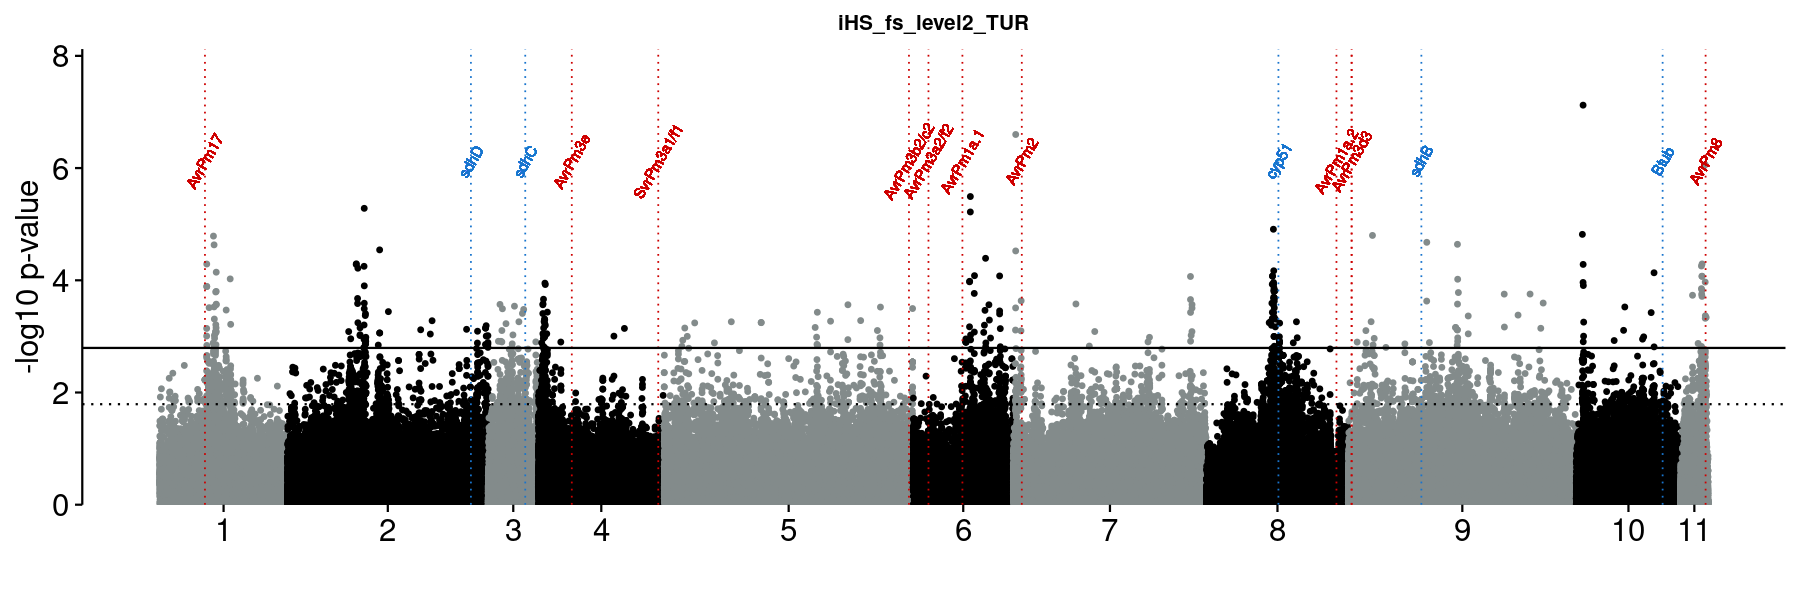 iHS_fs_level2_TUR
-log10 p-value
8
6
4
2
0
AvrPm17
sdhD
sdhC
AvrPm3e
SvrPm3a1/f1
AvrPm3b2/c2
AvrPm3a2/f2
AvrPm1a.1
AvrPm2
cyp51
AvrPm1a.2
AvrPm3d3
sdhB
Btub
AvrPm8
1 2 3 4 5 6 7 8 9 10 11